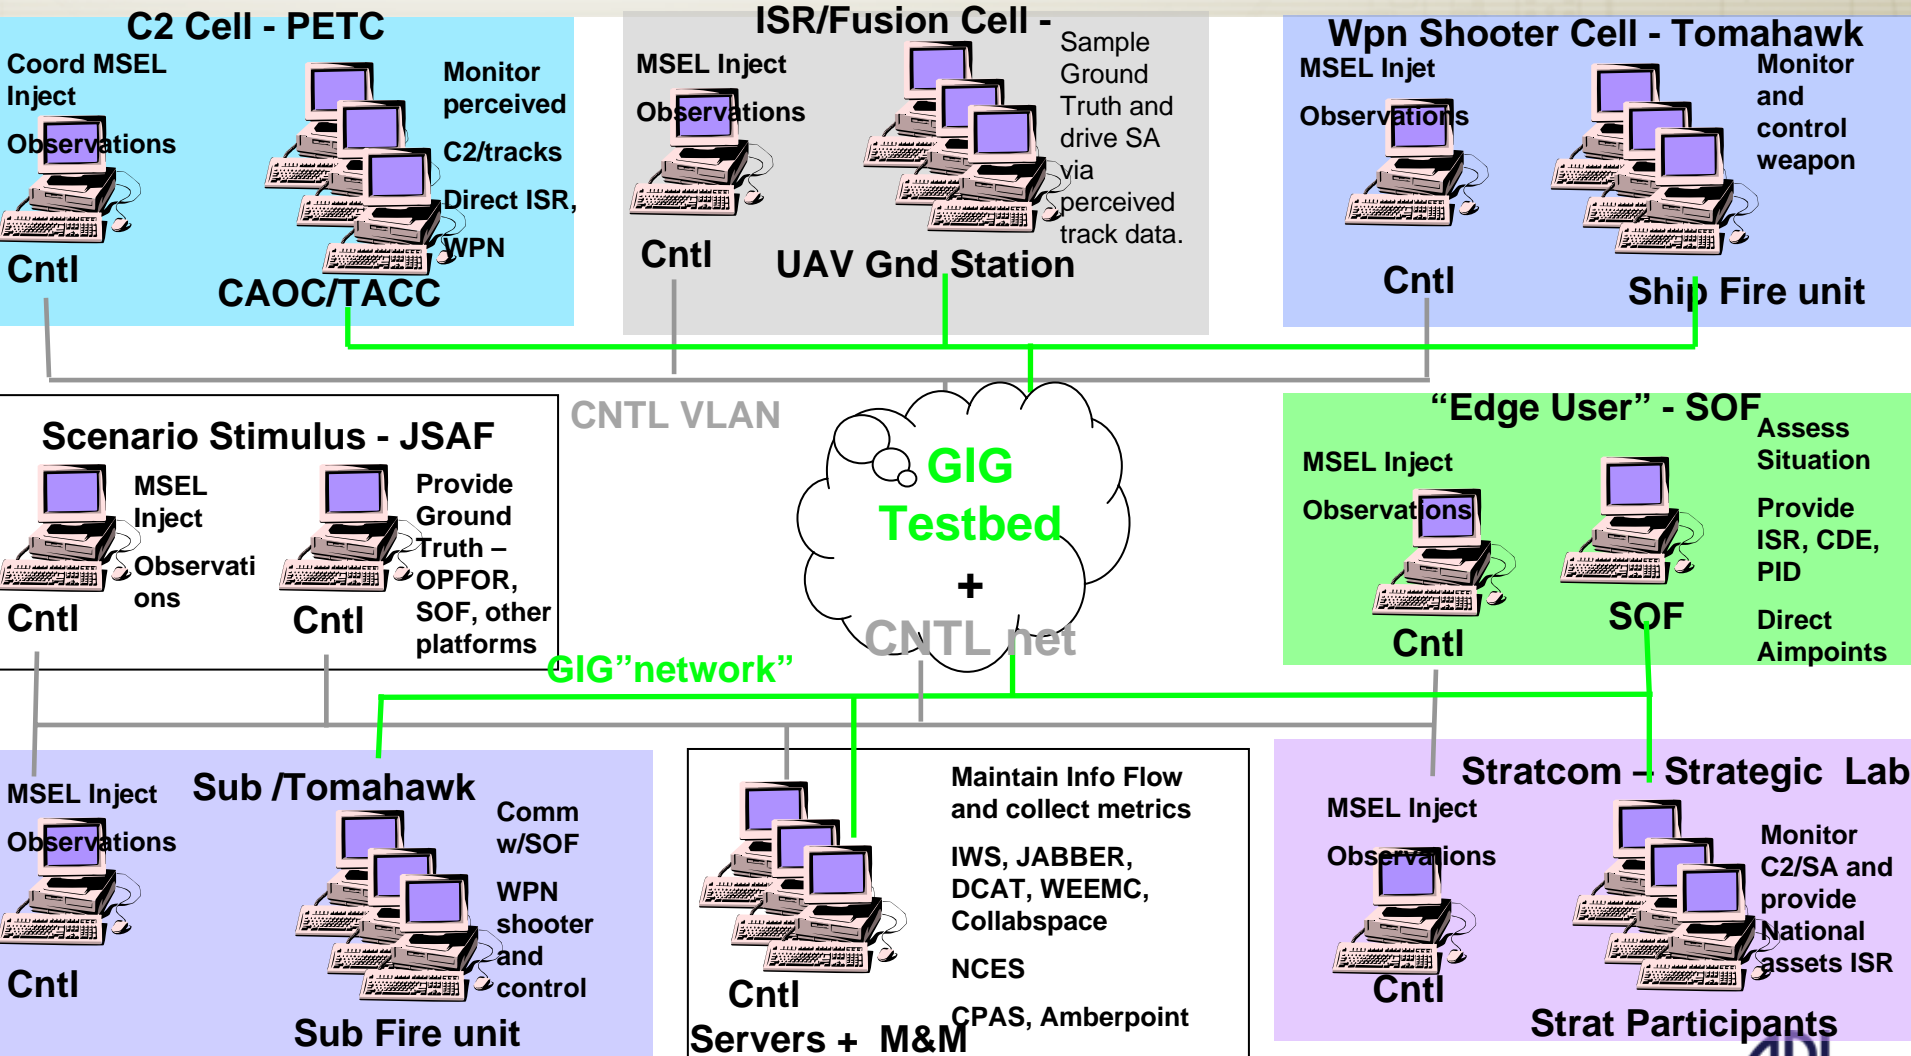 C2 Cell - PETC
Coord MSEL
Inject
Observations
Monitor
perceived
C2/tracks
Direct ISR,
WPN
Cntl
CAOC/TACC
ISR/Fusion Cell -
MSEL Inject
Observations
Sample
Ground
Truth and
drive SA
via
perceived
track data.
Cntl
UAV Gnd Station
Wpn Shooter Cell - Tomahawk
MSEL Injet
Observations
Monitor
and
control
weapon
Cntl
Ship Fire unit
CNTL VLAN
Scenario Stimulus - JSAF
MSEL
Inject
Observati
ons
Provide
Ground
Truth –
OPFOR,
SOF, other
platforms
Cntl
Cntl
GIG
Testbed
+
CNTL net
GIG”network”
“Edge User” - SOF
MSEL Inject
Observations
Assess
Situation
Provide
ISR, CDE,
PID
Direct
Aimpoints
Cntl
SOF
Sub /Tomahawk
MSEL Inject
Observations
Comm
w/SOF
WPN
shooter
and
control
Cntl
Sub Fire unit
Maintain Info Flow
and collect metrics
IWS, JABBER,
DCAT, WEEMC,
Collabspace
NCES
CPAS, Amberpoint
Cntl
Servers + M&M
Stratcom – Strategic Lab
MSEL Inject
Observations
Monitor
C2/SA and
provide
National
assets ISR
Cntl
Strat Participants